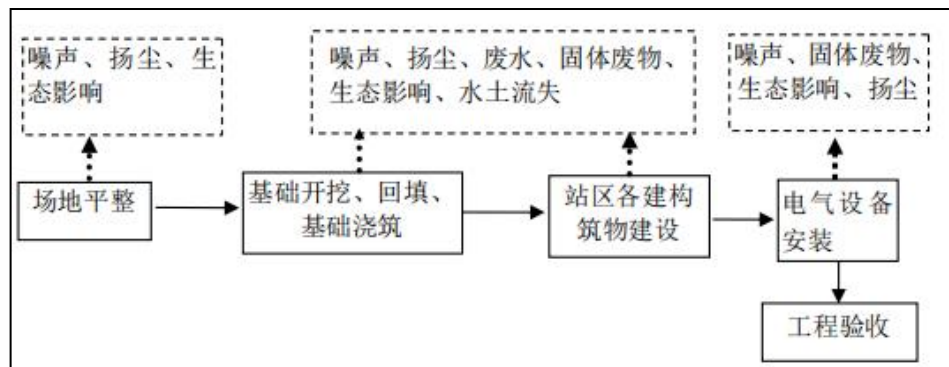 噪声、扬尘、生
态影响
噪声、扬尘、废水、固体废物、
生态影响、水土流失
噪声、固体废物、
生态影响、扬尘
场地平整
基础开挖、回填、
基础浇筑
站区各建构
筑物建设
电气设备
安装
工程验收